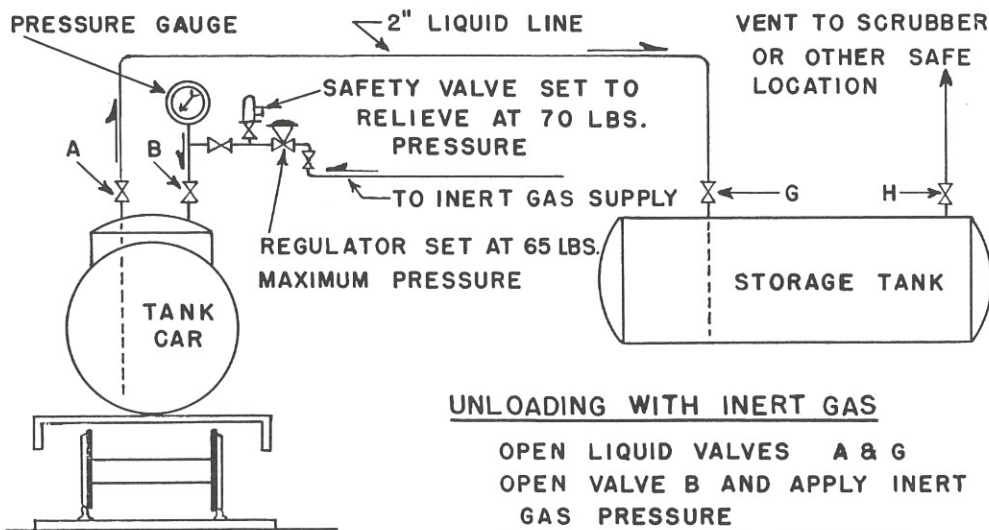 PRESSURE GAUGE
2" LIQUID LINE
VENT TO SCRUBBER
OR OTHER SAFE
LOCATION
SAFETY VALVE SET TO
RELIEVE AT 70 LBS.
PRESSURE
A
B
TO INERT GAS SUPPLY
G
H
REGULATOR SET AT 65 LBS.
MAXIMUM PRESSURE
TANK
CAR
STORAGE TANK
UNLOADING WITH INERT GAS
OPEN LIQUID VALVES A & G
OPEN VALVE B AND APPLY INERT
GAS PRESSURE